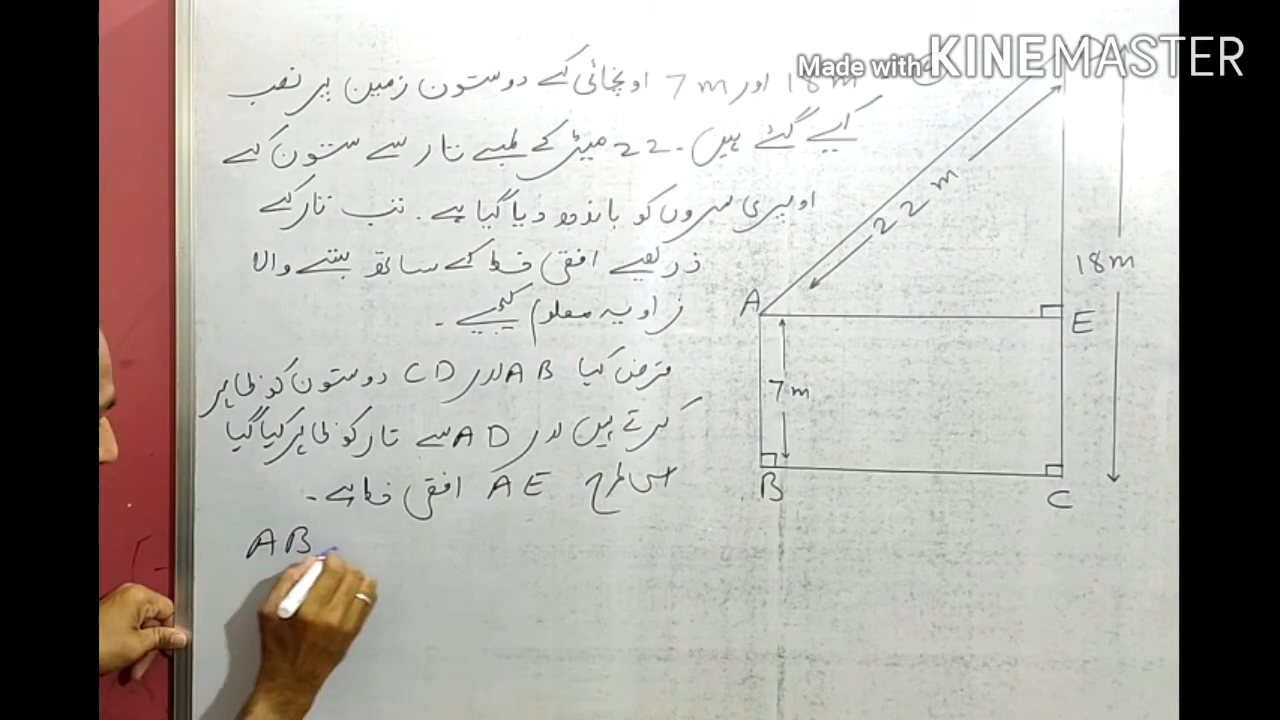 Made with KINEMASTER
18m اور 7m اونچائی کے دو ستون زمین پر نصب
کیے گئے ہیں۔ 22 میٹر کے لمبے تار سے ستون کے
اوپری سروں کو باندھ دیا گیا ہے۔ تب تار کے
ذریعے افقی خط کے ساتھ بننے والا
زاویہ معلوم کیجیے۔
فرض کیا AB اور CD دو ستون کو ظاہر
کرتے ہیں اور AD سے تار کو ظاہر کیا گیا
اس طرح AE افقی خط ہے۔
AB
D
22m
18m
A
E
7m
B
C